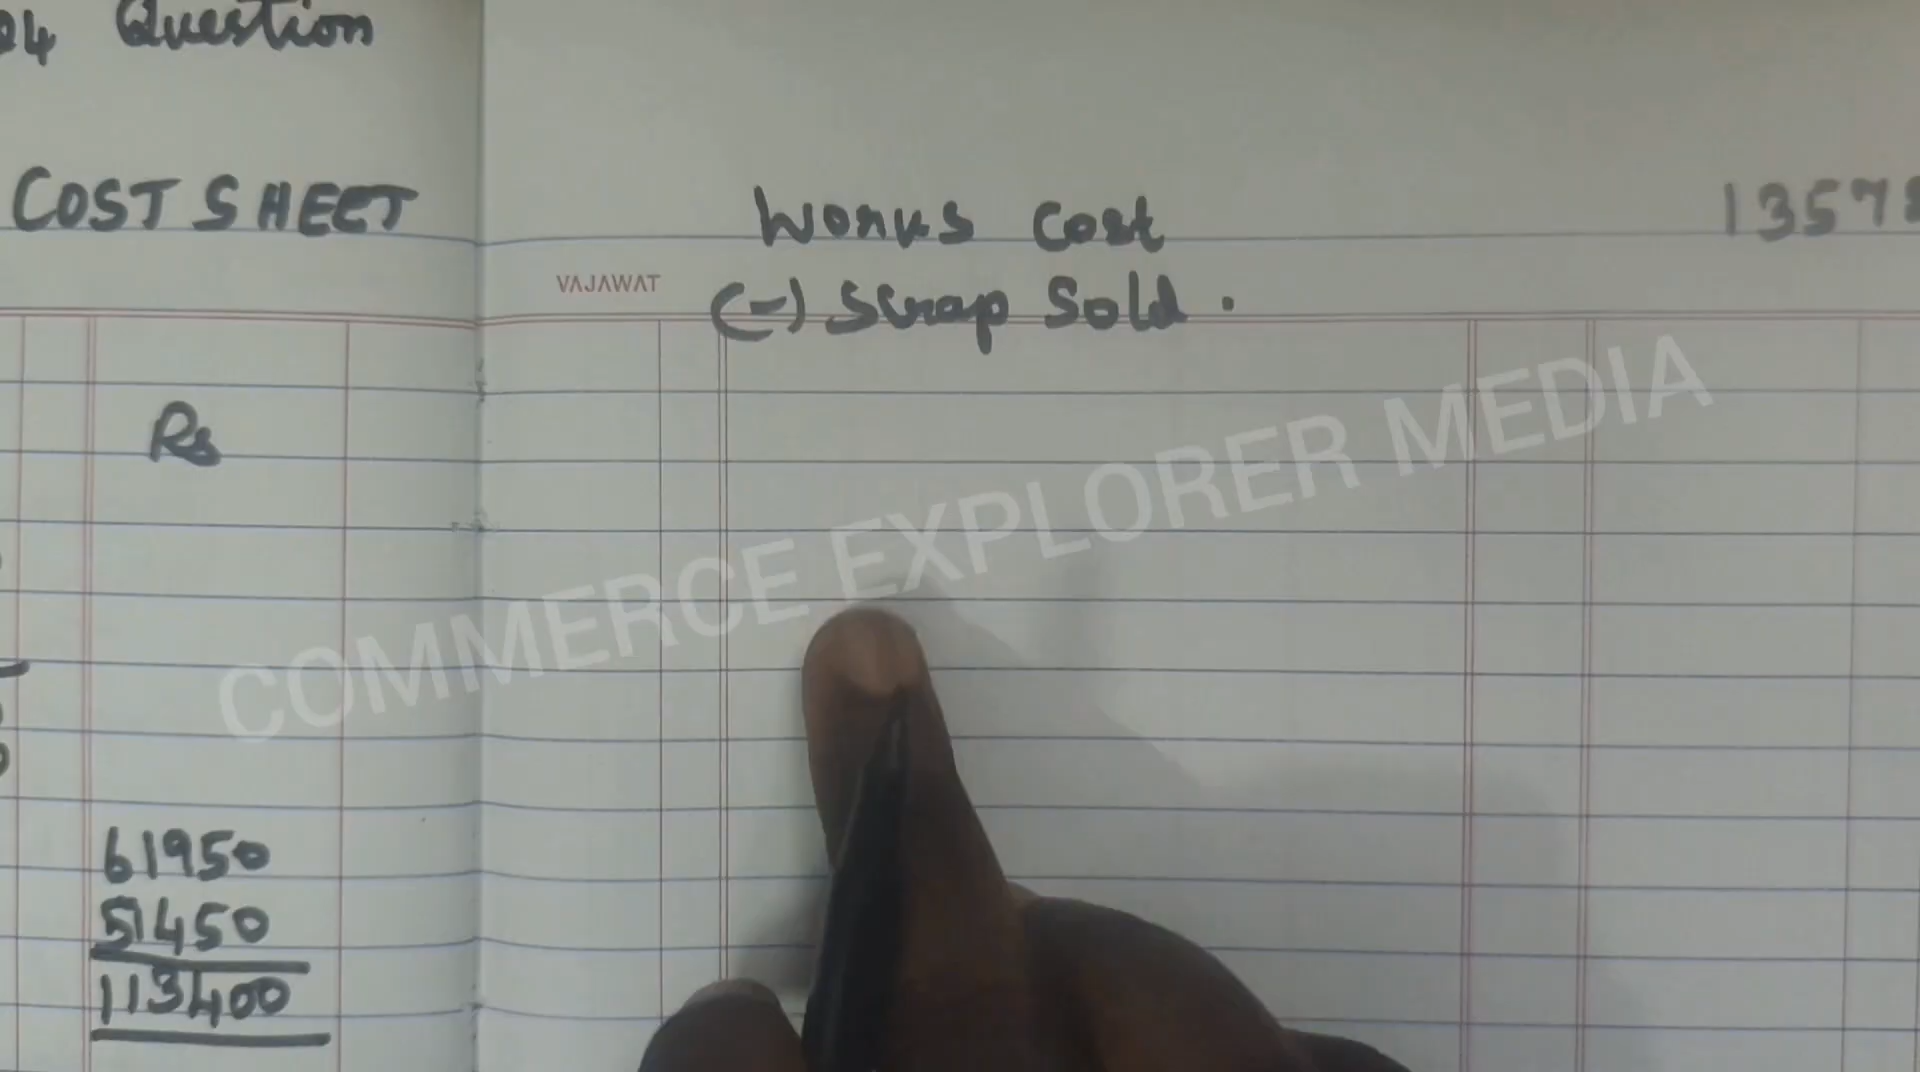 Question
COST SHEET
Rs
61950
51450
113400
Works Cost
VAJAWAT
(-) Scrap Sold .
COMMERCE EXPLORER MEDIA